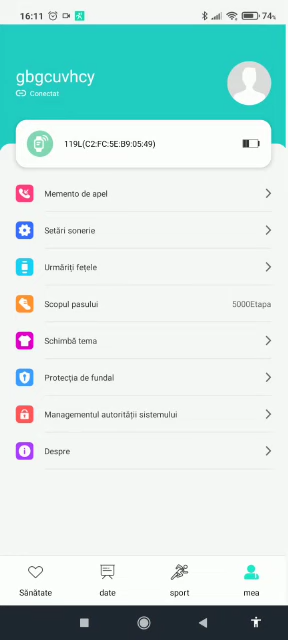 16:11
74%
gbgcuvhcy
Conectat
119L(C2:FC:5E:B9:05:49)
Memento de apel
Setări sonerie
Urmăriți fețele
Scopul pasului 5000Etapa
Schimbă tema
Protecția de fundal
Managementul autorității sistemului
Despre
Sănătate date sport mea